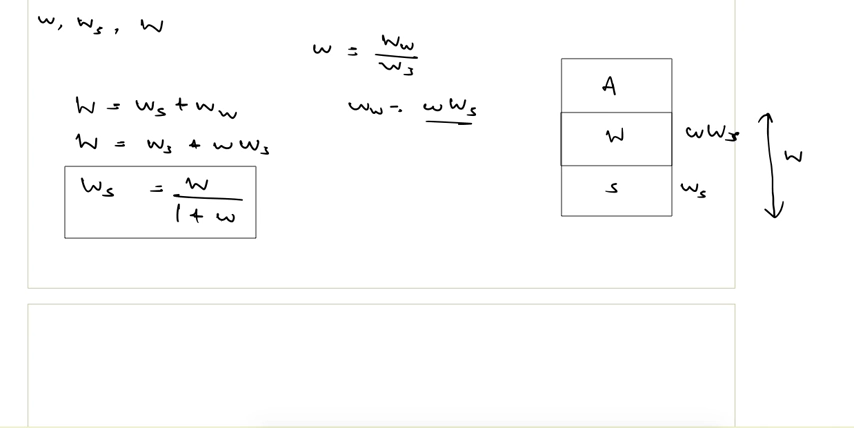 w, Ws, W
w = Ww/Ws
W = Ws + Ww
Ww = wWs
W = Ws + wWs
Ws = W/(1 + w)
A
W wWs
W
S Ws